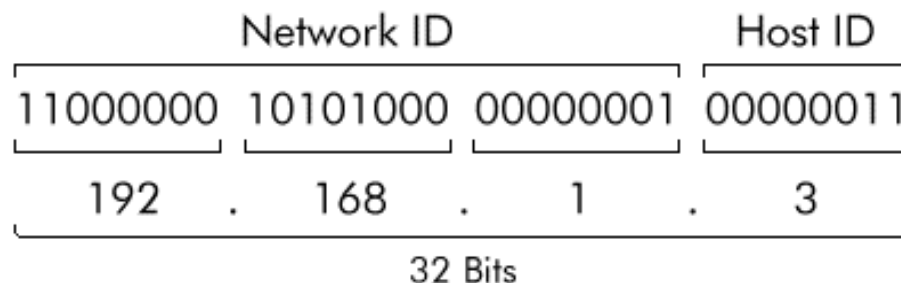 Network ID Host ID
11000000 10101000 00000001 00000011
192 . 168 . 1 . 3
32 Bits